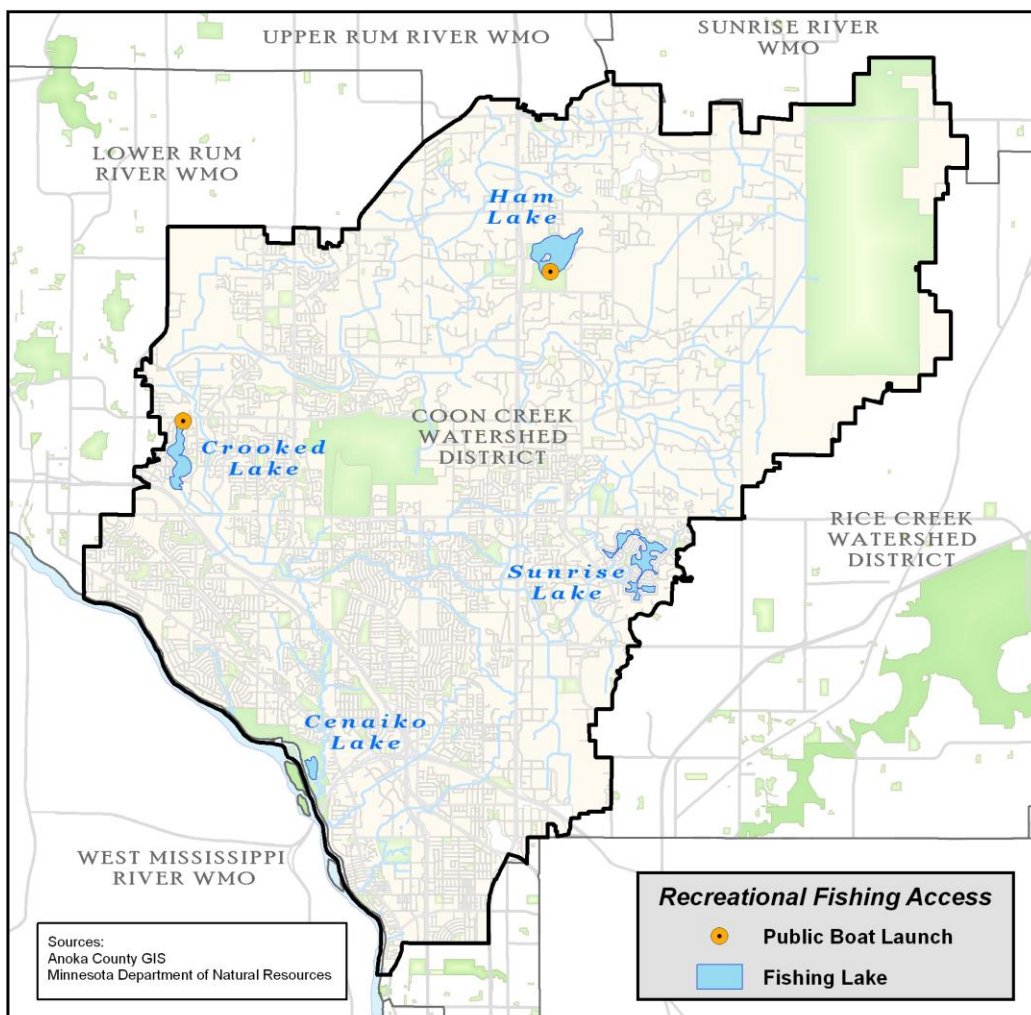 UPPER RUM RIVER WMO
SUNRISE RIVER
WMO
LOWER RUM
RIVER WMO
Ham
Lake
COON CREEK
WATERSHED
DISTRICT
Crooked
Lake
RICE CREEK
WATERSHED
DISTRICT
Sunrise
Lake
Cenaiko
Lake
WEST MISSISSIPPI
RIVER WMO
Recreational Fishing Access
Public Boat Launch
Fishing Lake
Sources:
Anoka County GIS
Minnesota Department of Natural Resources